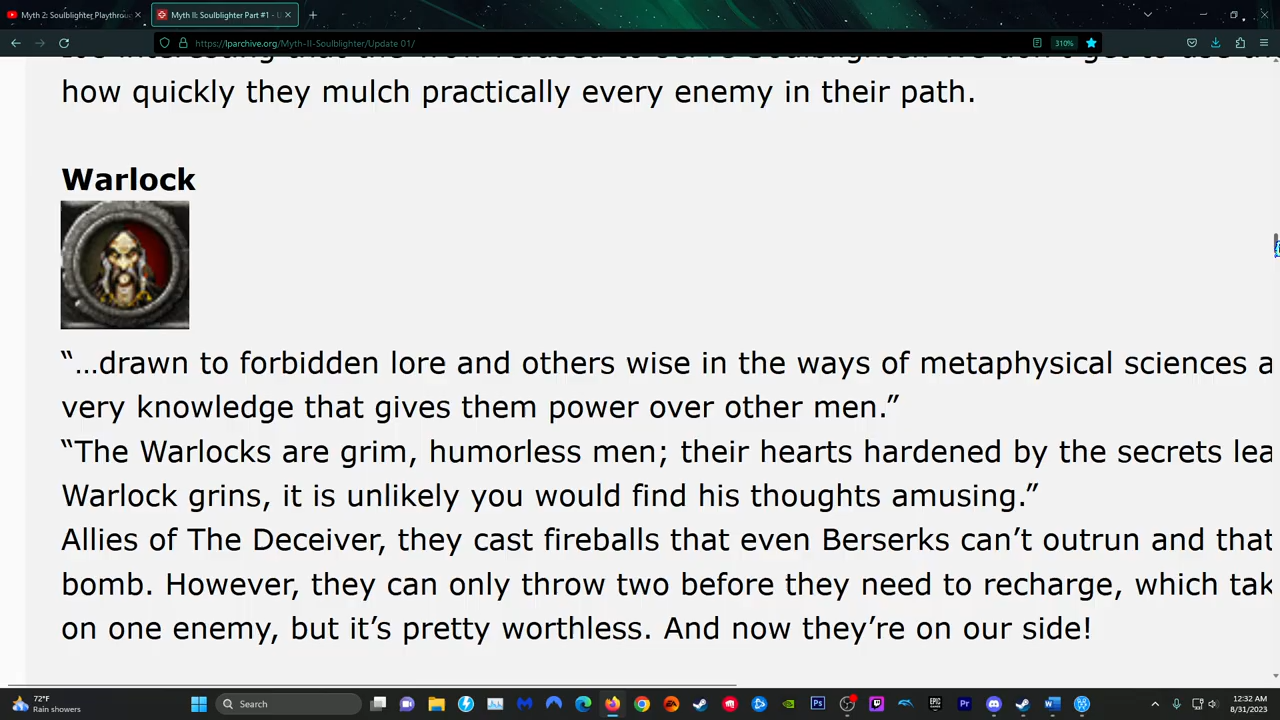 Myth 2: Soulblighter Playthrou
Myth II: Soulblighter Part #1 - U
https://lparchive.org/Myth-II-Soulblighter/Update 01/
310%
how quickly they mulch practically every enemy in their path.
Warlock
“…drawn to forbidden lore and others wise in the ways of metaphysical sciences a
very knowledge that gives them power over other men.”
“The Warlocks are grim, humorless men; their hearts hardened by the secrets lea
Warlock grins, it is unlikely you would find his thoughts amusing.”
Allies of The Deceiver, they cast fireballs that even Berserks can’t outrun and that
bomb. However, they can only throw two before they need to recharge, which tak
on one enemy, but it’s pretty worthless. And now they’re on our side!
72°F
Rain showers
Search
12:32 AM
8/31/2023